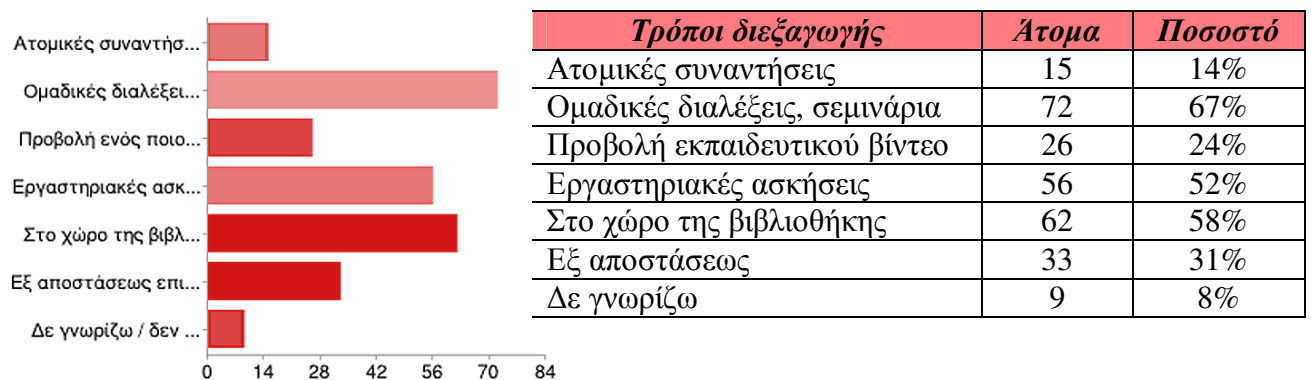 Ατομικές συναντήσ...
Ομαδικές διαλέξει...
Προβολή ενός ποιο...
Εργαστηριακές ασκ...
Στο χώρο της βιβλ...
Εξ αποστάσεως επι...
Δε γνωρίζω / δεν ...
0 14 28 42 56 70 84
Τρόποι διεξαγωγής Άτομα Ποσοστό
Ατομικές συναντήσεις 15 14%
Ομαδικές διαλέξεις, σεμινάρια 72 67%
Προβολή εκπαιδευτικού βίντεο 26 24%
Εργαστηριακές ασκήσεις 56 52%
Στο χώρο της βιβλιοθήκης 62 58%
Εξ αποστάσεως 33 31%
Δε γνωρίζω 9 8%